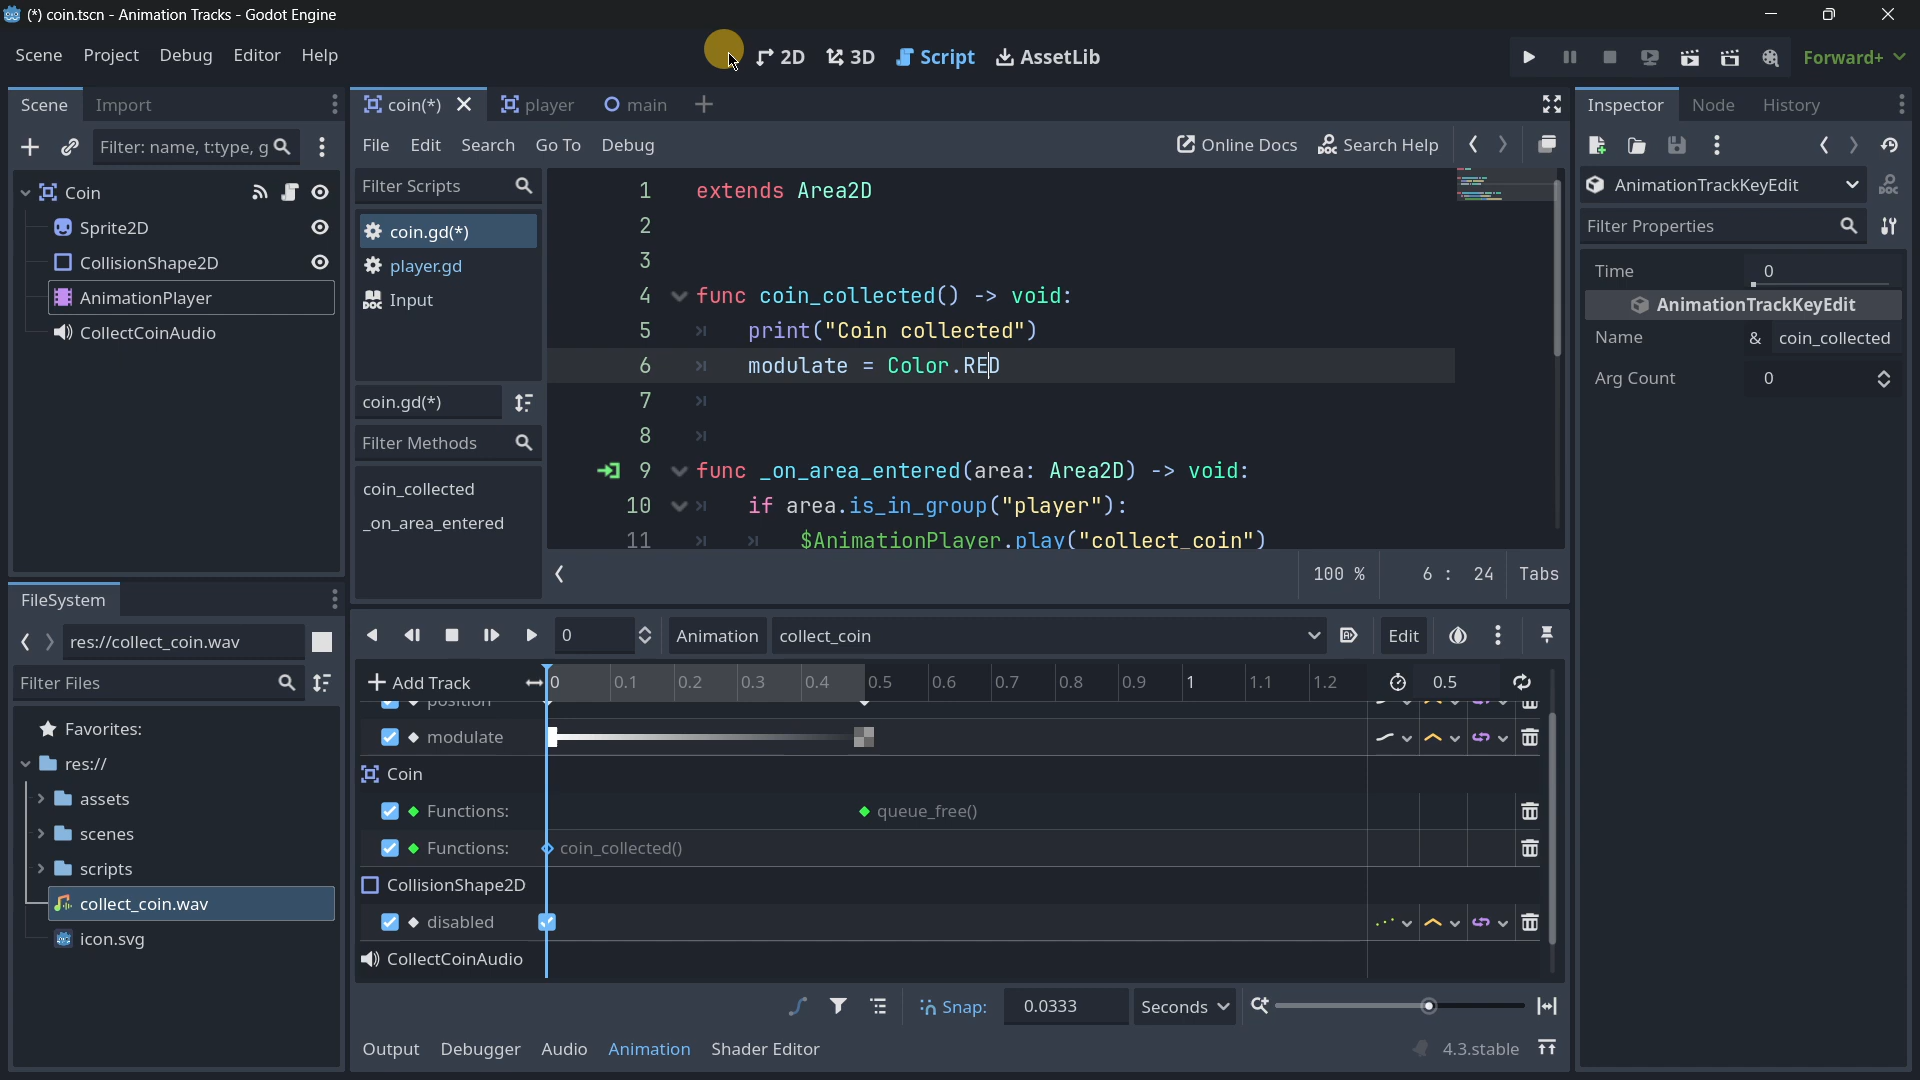 (*) coin.tscn - Animation Tracks - Godot Engine
Scene Project Debug Editor Help
2D 3D Script AssetLib
Forward+
Scene Import
Filter: name, t:type, g
Coin
Sprite2D
CollisionShape2D
AnimationPlayer
CollectCoinAudio
FileSystem
res://collect_coin.wav
Filter Files
Favorites:
res://
assets
scenes
scripts
collect_coin.wav
icon.svg
coin(*) player main
File Edit Search Go To Debug
Online Docs Search Help
Filter Scripts
coin.gd(*)
player.gd
Input
coin.gd(*)
Filter Methods
coin_collected
_on_area_entered
1 extends Area2D
2
3
4 func coin_collected() -> void:
5 print("Coin collected")
6 modulate = Color.RED
7
8
9 func _on_area_entered(area: Area2D) -> void:
10 if area.is_in_group("player"):
11 $AnimationPlayer.play("collect_coin")
100 % 6 : 24 Tabs
0 Animation collect_coin Edit
Add Track 0 0.1 0.2 0.3 0.4 0.5 0.6 0.7 0.8 0.9 1 1.1 1.2 0.5
position
modulate
Coin
Functions: queue_free()
Functions: coin_collected()
CollisionShape2D
disabled
CollectCoinAudio
Snap: 0.0333 Seconds
Output Debugger Audio Animation Shader Editor
4.3.stable
Inspector Node History
AnimationTrackKeyEdit
Filter Properties
Time 0
AnimationTrackKeyEdit
Name & coin_collected
Arg Count 0